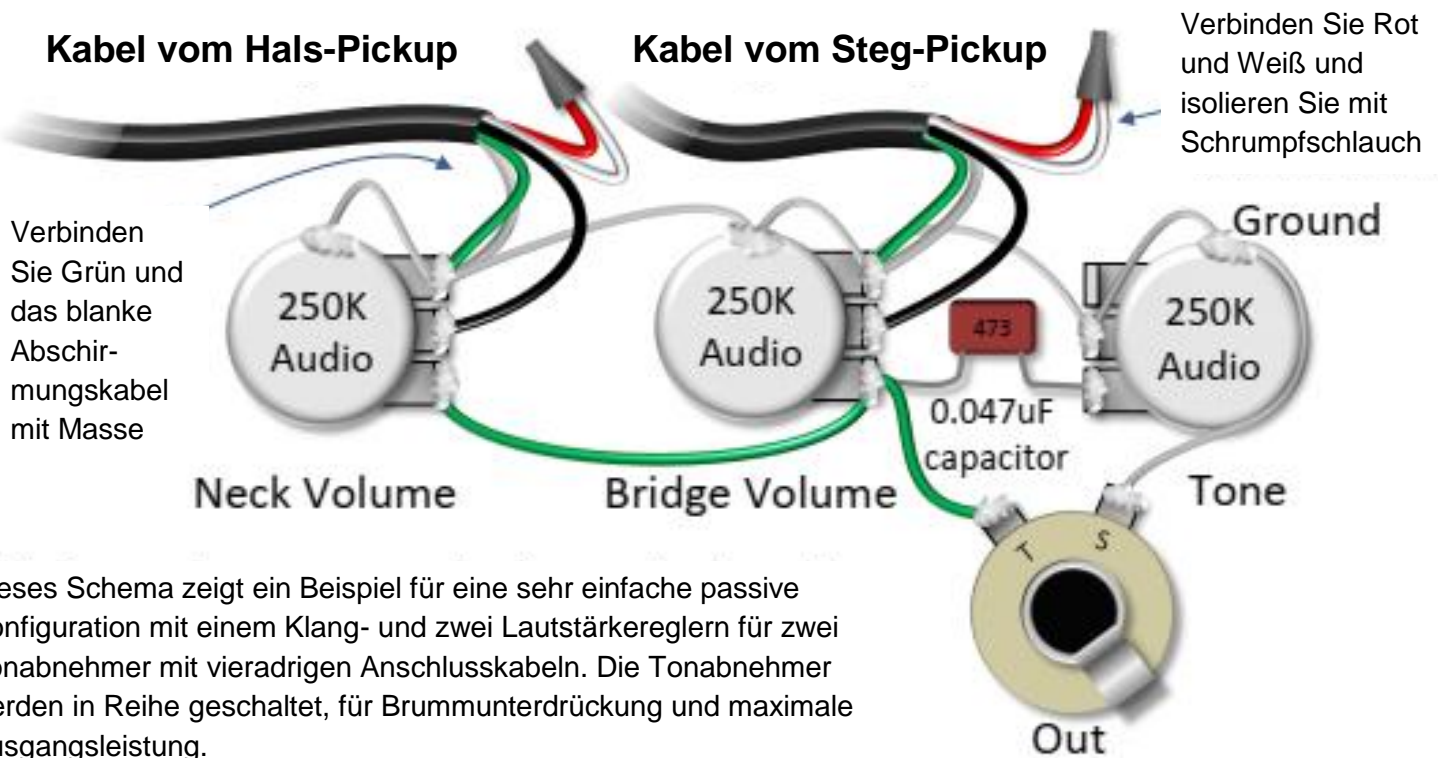 Kabel vom Hals-Pickup
Kabel vom Steg-Pickup
Verbinden Sie Rot
und Weiß und
isolieren Sie mit
Schrumpfschlauch
Verbinden
Sie Grün und
das blanke
Abschir-
mungskabel
mit Masse
Ground
250K
Audio
250K
Audio
473
250K
Audio
0.047uF
capacitor
Neck Volume
Bridge Volume
Tone
T S
Out
ieses Schema zeigt ein Beispiel für eine sehr einfache passive
onfiguration mit einem Klang- und zwei Lautstärkereglern für zwei
onabnehmer mit vieradrigen Anschlusskabeln. Die Tonabnehmer
erden in Reihe geschaltet, für Brummunterdrückung und maximale
usgangsleistung.